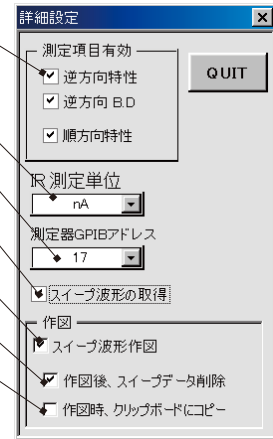 詳細設定
測定項目有効
逆方向特性
QUIT
逆方向 B.D
順方向特性
IR 測定単位
nA
測定器GPIBアドレス
17
スイープ波形の取得
作図
スイープ波形作図
作図後、スイープデータ削除
作図時、クリップボードにコピー